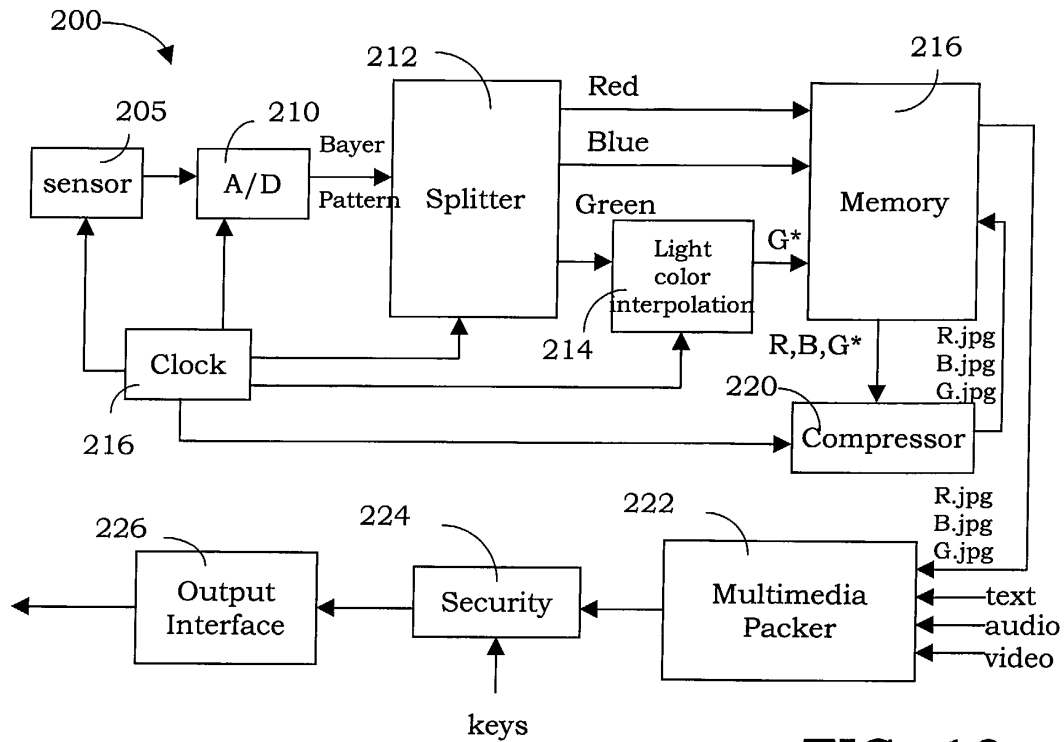 200
205
sensor
210
A/D
Bayer
Pattern
212
Splitter
Red
Blue
Green
Light
color
interpolation
214
G*
216
Memory
Clock
216
R,B,G*
R.jpg
B.jpg
G.jpg
220
Compressor
R.jpg
B.jpg
G.jpg
226
Output
Interface
224
Security
keys
222
Multimedia
Packer
text
audio
video
FIG.